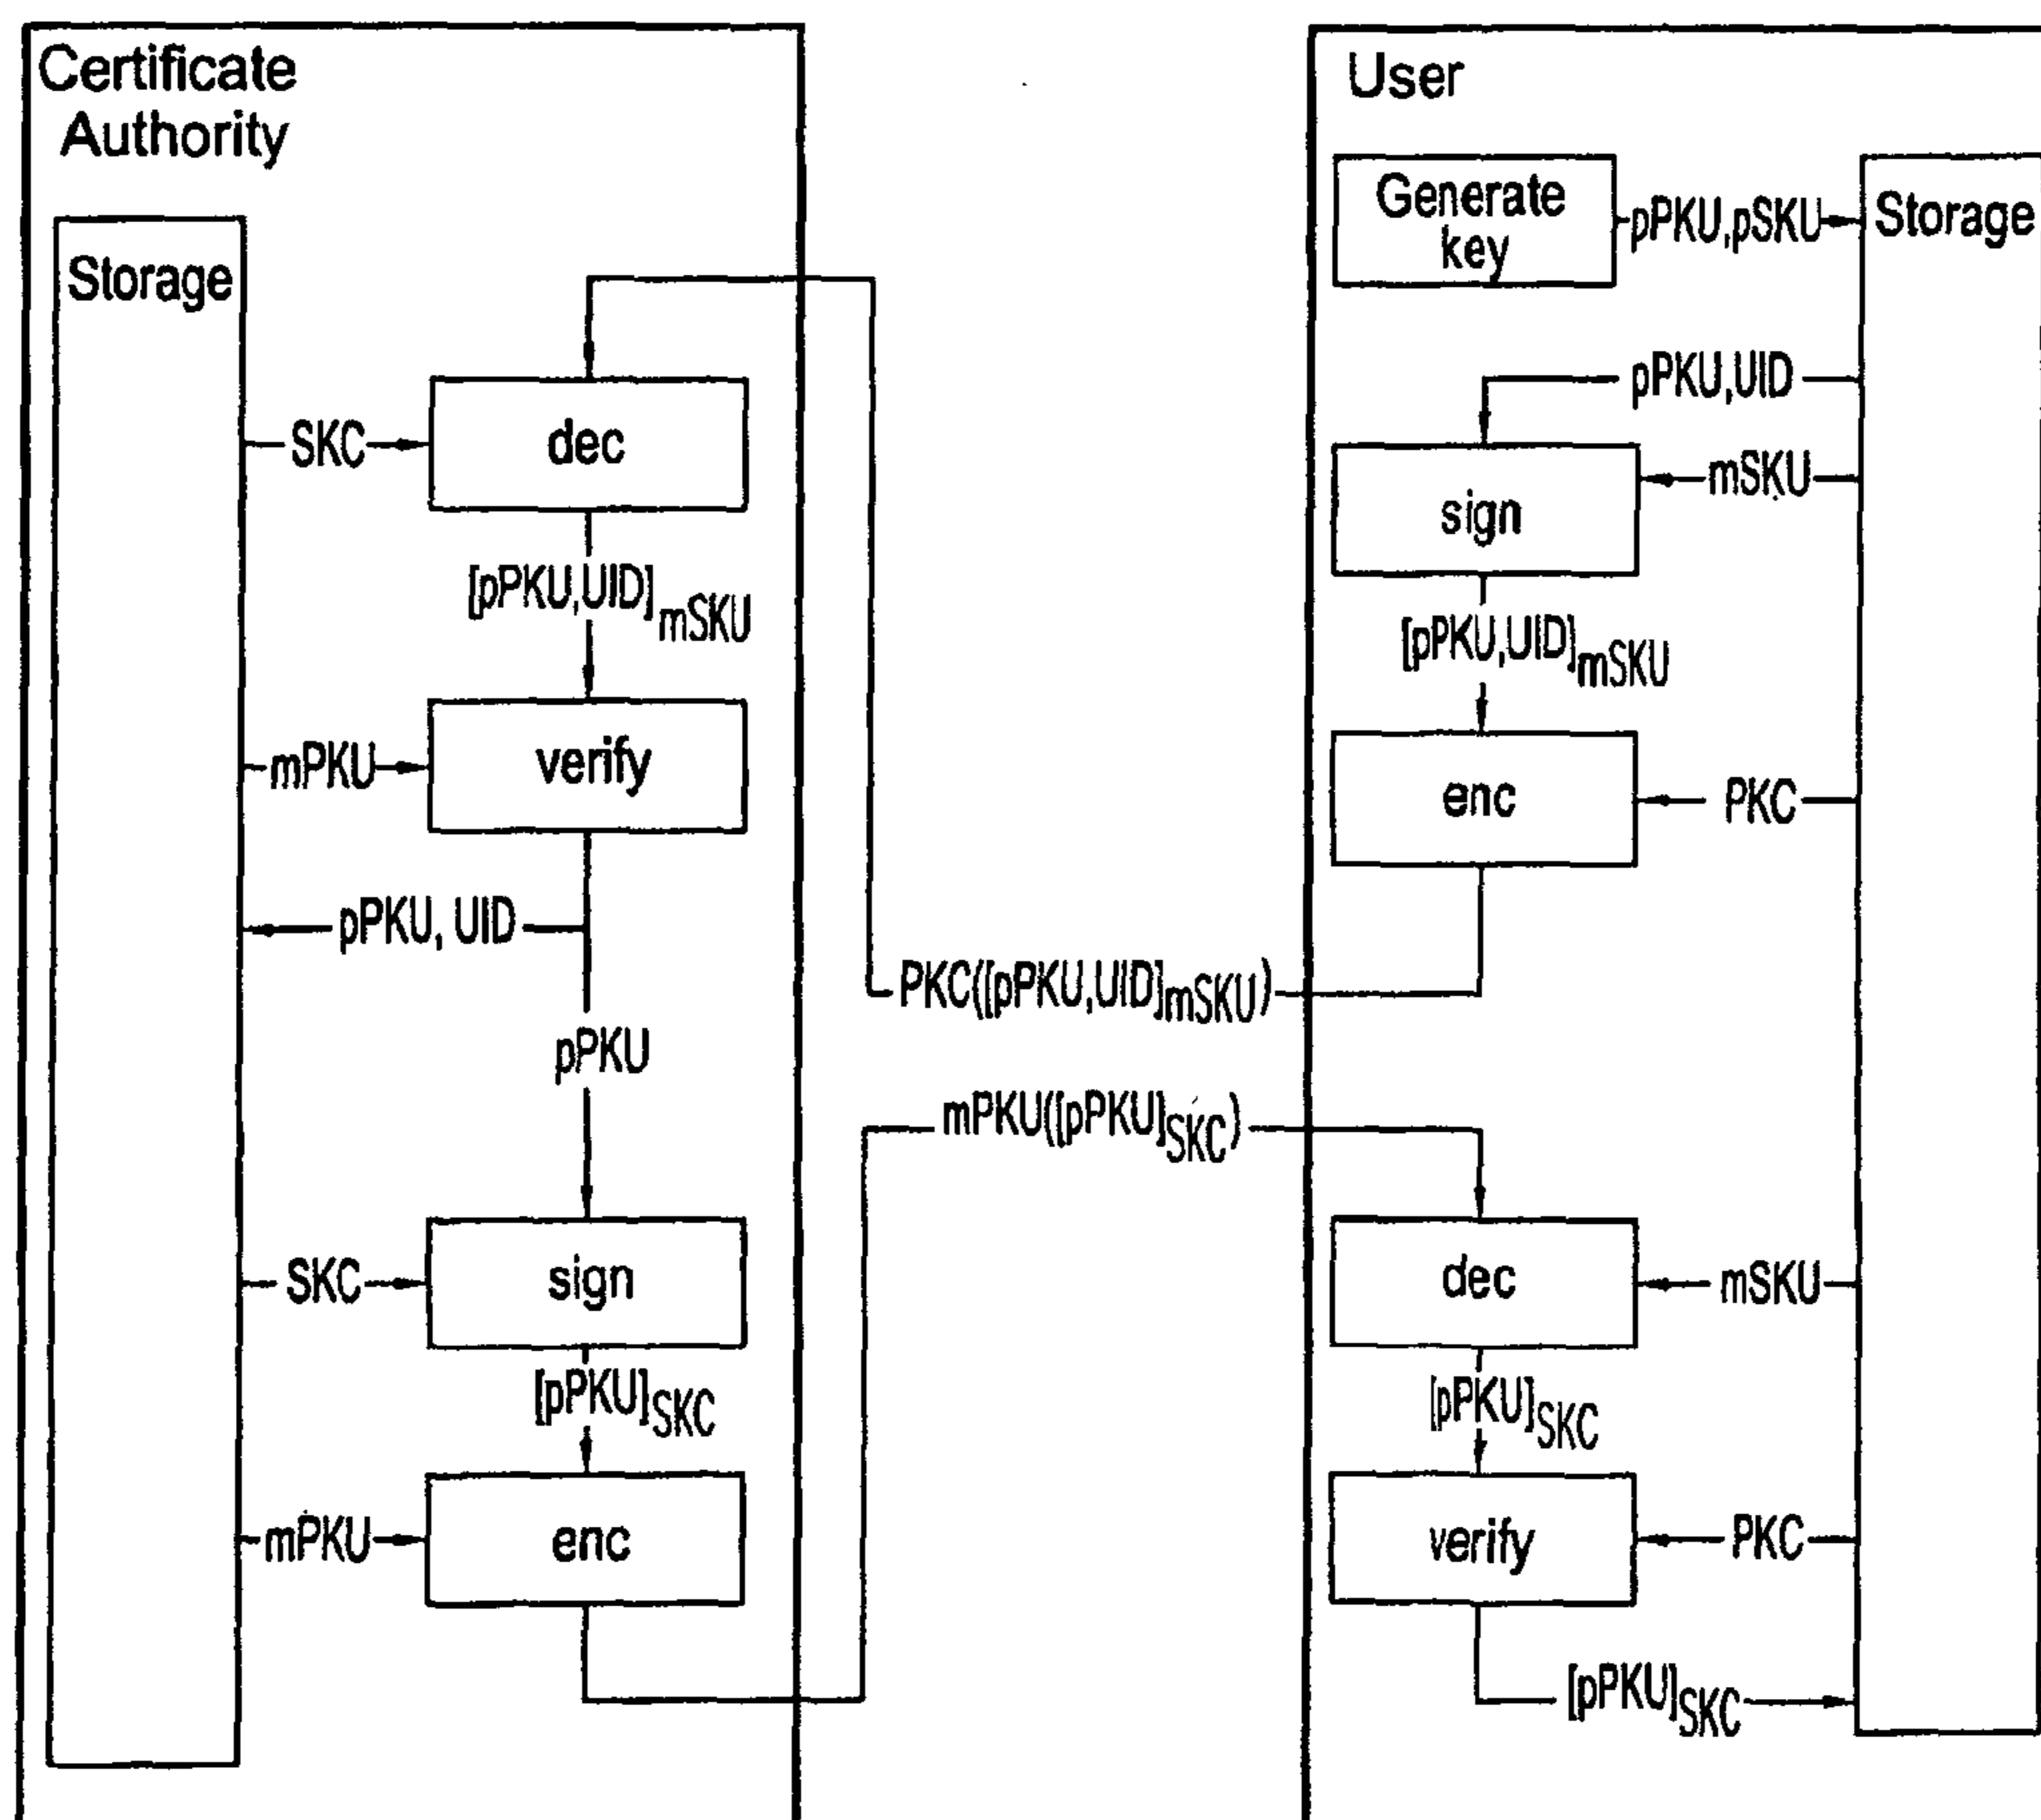 Certificate
Authority
Storage
SKC
dec
[pPKU,UID]mSKU
mPKU
verify
pPKU, UID
pPKU
SKC
sign
[pPKU]SKC
mPKU
enc
PKC([pPKU,UID]mSKU)
mPKU([pPKU]SKC)
User
Generate
key
pPKU,pSKU
Storage
pPKU,UID
mSKU
sign
[pPKU,UID]mSKU
enc
PKC
dec
mSKU
[pPKU]SKC
verify
PKC
[pPKU]SKC